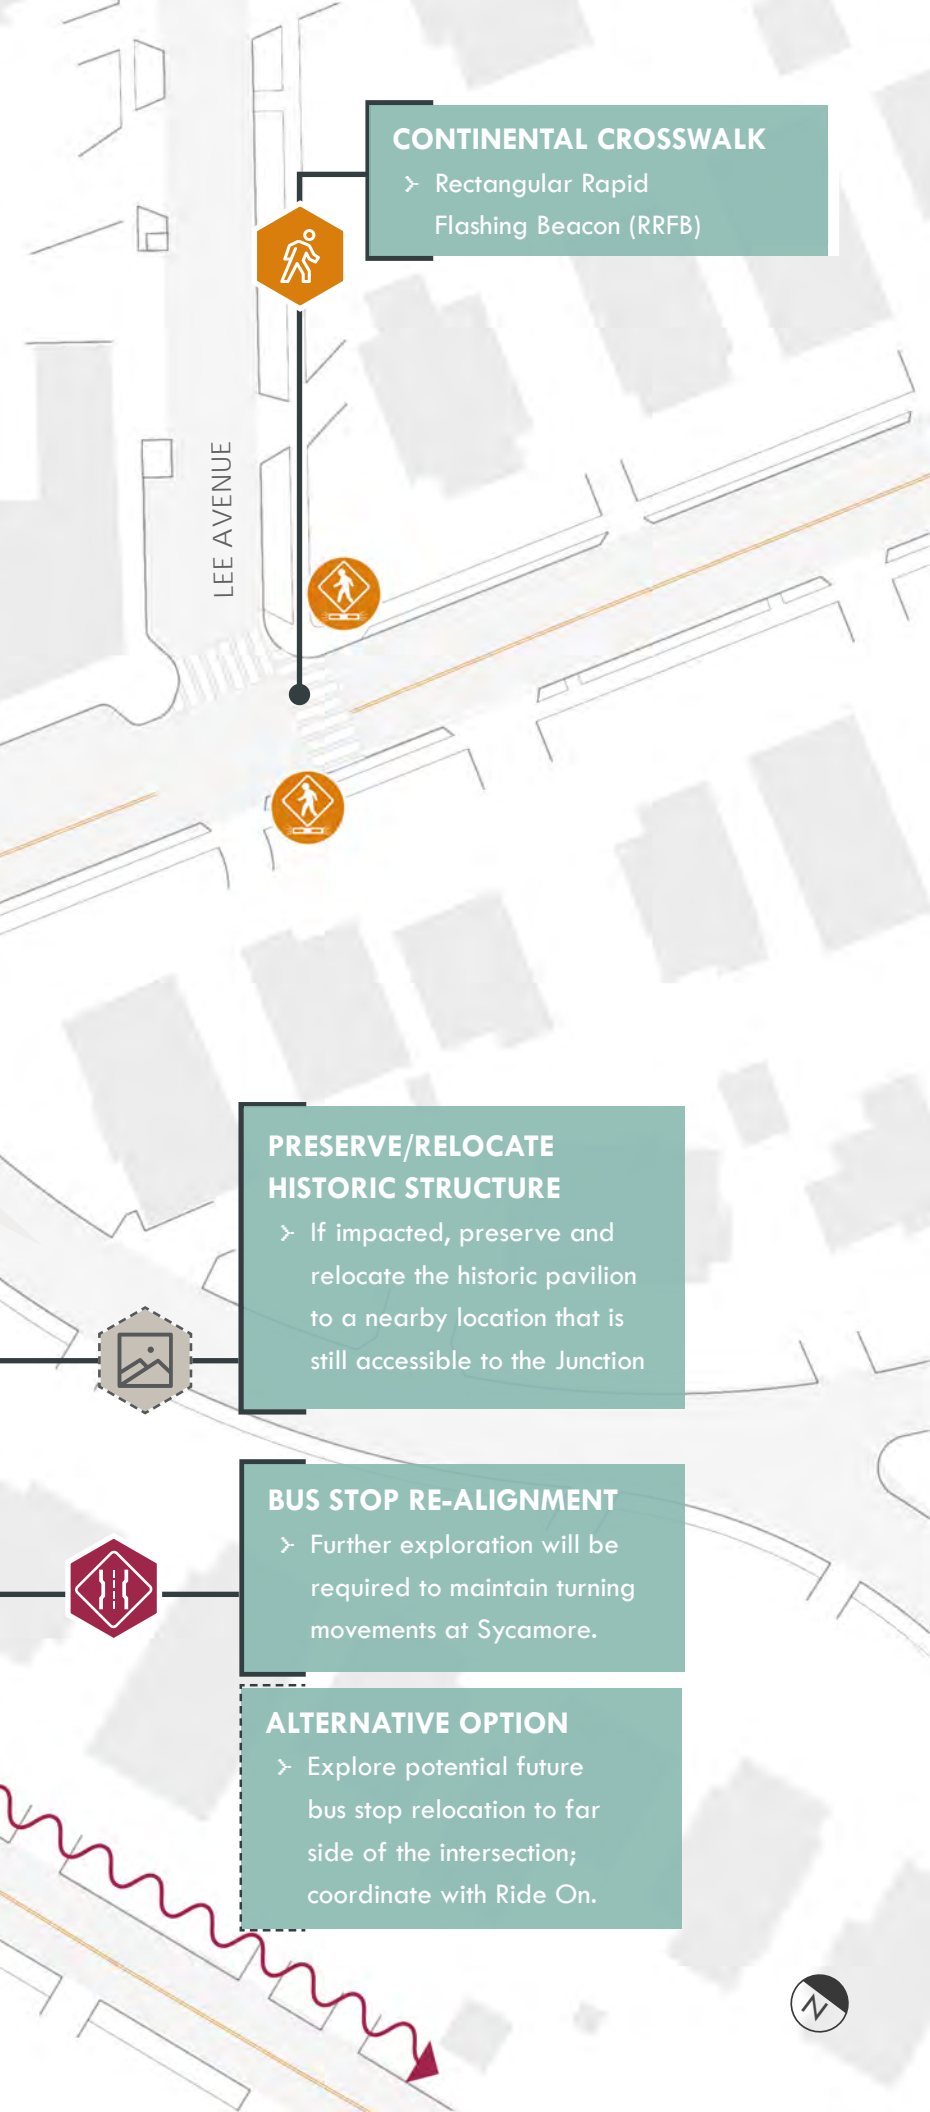 CONTINENTAL CROSSWALK
Rectangular Rapid
Flashing Beacon (RRFB)
LEE AVENUE
PRESERVE/RELOCATE
HISTORIC STRUCTURE
If impacted, preserve and
relocate the historic pavilion
to a nearby location that is
still accessible to the Junction
BUS STOP RE-ALIGNMENT
Further exploration will be
required to maintain turning
movements at Sycamore.
ALTERNATIVE OPTION
Explore potential future
bus stop relocation to far
side of the intersection;
coordinate with Ride On.
N